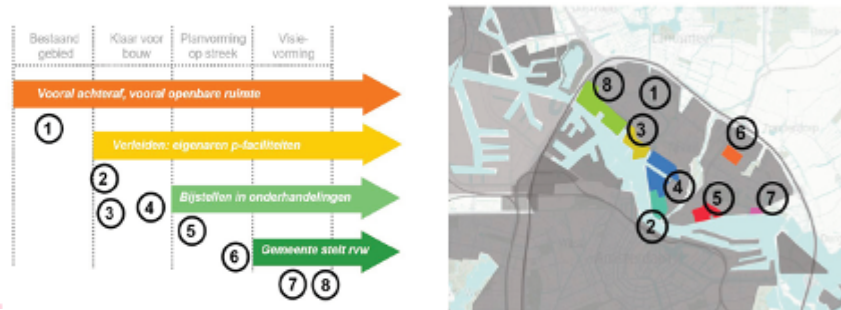 Bestaand
gebied
Klaar voor
bouw
Planvorming
op streek
Visie-
vorming
Vooral achteraf, vooral openbare ruimte
1
Verleiden: eigenaren p-faciliteiten
2
3
4
Bijstellen in onderhandelingen
5
6
Gemeente stelt rvw
7
8
8
1
3
6
4
5
7
2